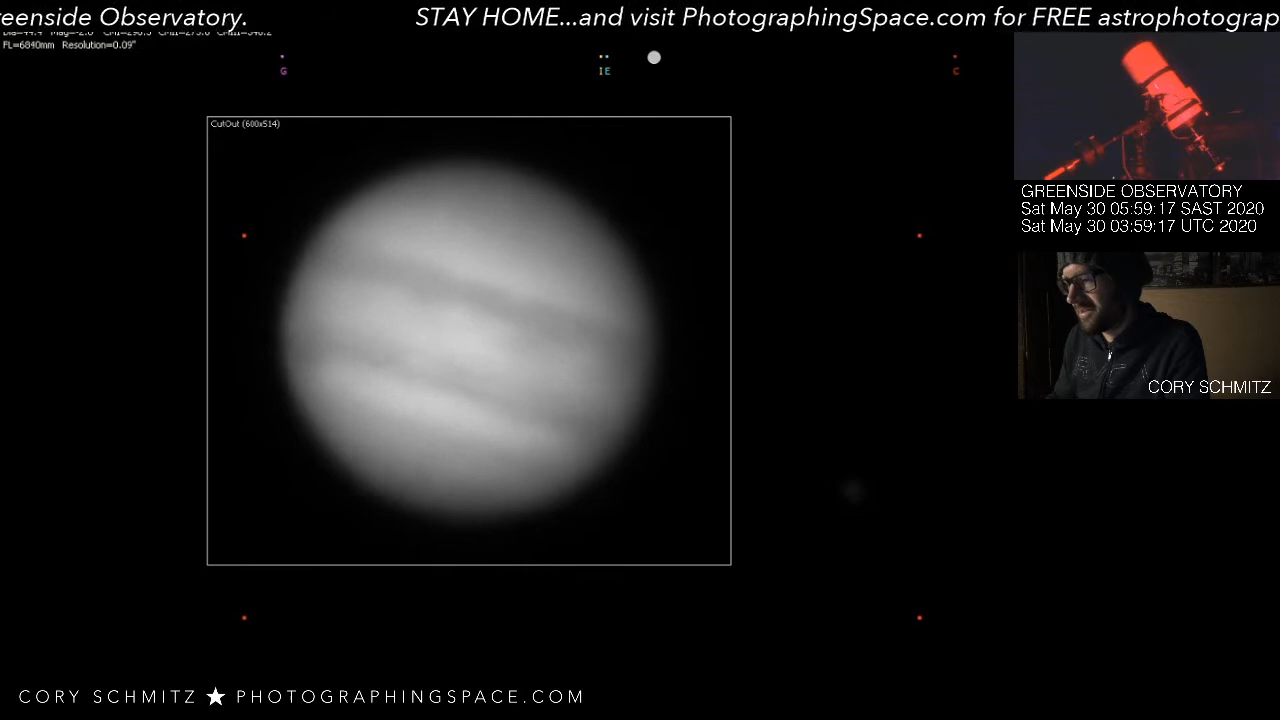 eenside Observatory. STAY HOME...and visit PhotographingSpace.com for FREE astrophotograp
FL=6840mm Resolution=0.09"
G IE C
CutOut (600x514)
GREENSIDE OBSERVATORY
Sat May 30 05:59:17 SAST 2020
Sat May 30 03:59:17 UTC 2020
CORY SCHMITZ
CORY SCHMITZ ★ PHOTOGRAPHINGSPACE.COM